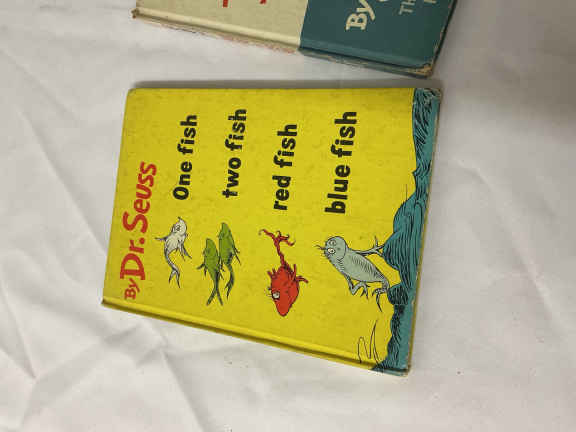 By Dr. Seuss
One fish
two fish
red fish
blue fish
By